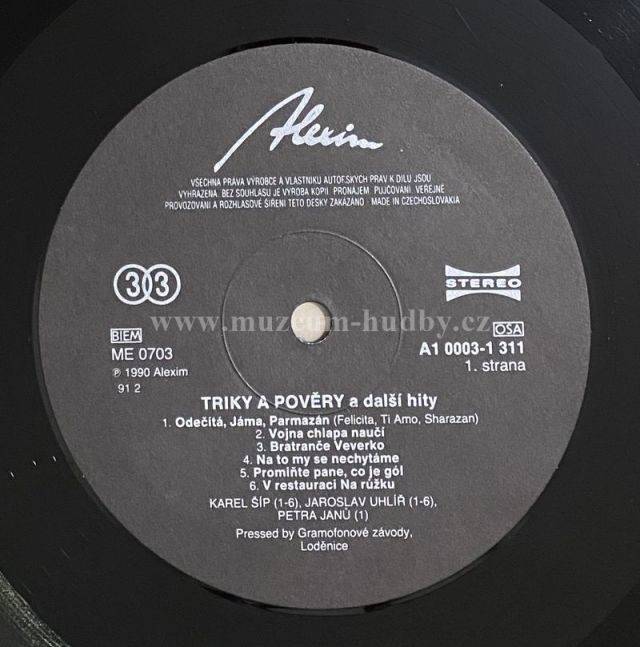 Alexim
VŠECHNA PRÁVA VÝROBCE A VLASTNÍKU AUTORSKÝCH PRÁV K DÍLU JSOU
VYHRAZENA. BEZ SOUHLASU JE VÝROBA KOPIÍ PRONÁJEM PŮJČOVÁNÍ VEŘEJNÉ
PROVOZOVÁNÍ A ROZHLASOVÉ ŠÍŘENÍ TÉTO DESKY ZAKÁZÁNO · MADE IN CZECHOSLOVAKIA
33
STEREO
www.muzeum-hudby.cz
BIEM
OSA
ME 0703
A1 0003-1 311
℗ 1990 Alexim
1. strana
91 2
TRIKY A POVĚRY a další hity
1. Odečítá, Jáma, Parmazán (Felicita, Ti Amo, Sharazan)
2. Vojna chlapa naučí
3. Bratranče Veverko
4. Na to my se nechytáme
5. Promiňte pane, co je gól
6. V restauraci Na růžku
KAREL ŠÍP (1-6), JAROSLAV UHLÍŘ (1-6),
PETRA JANŮ (1)
Pressed by Gramofonové závody,
Loděnice